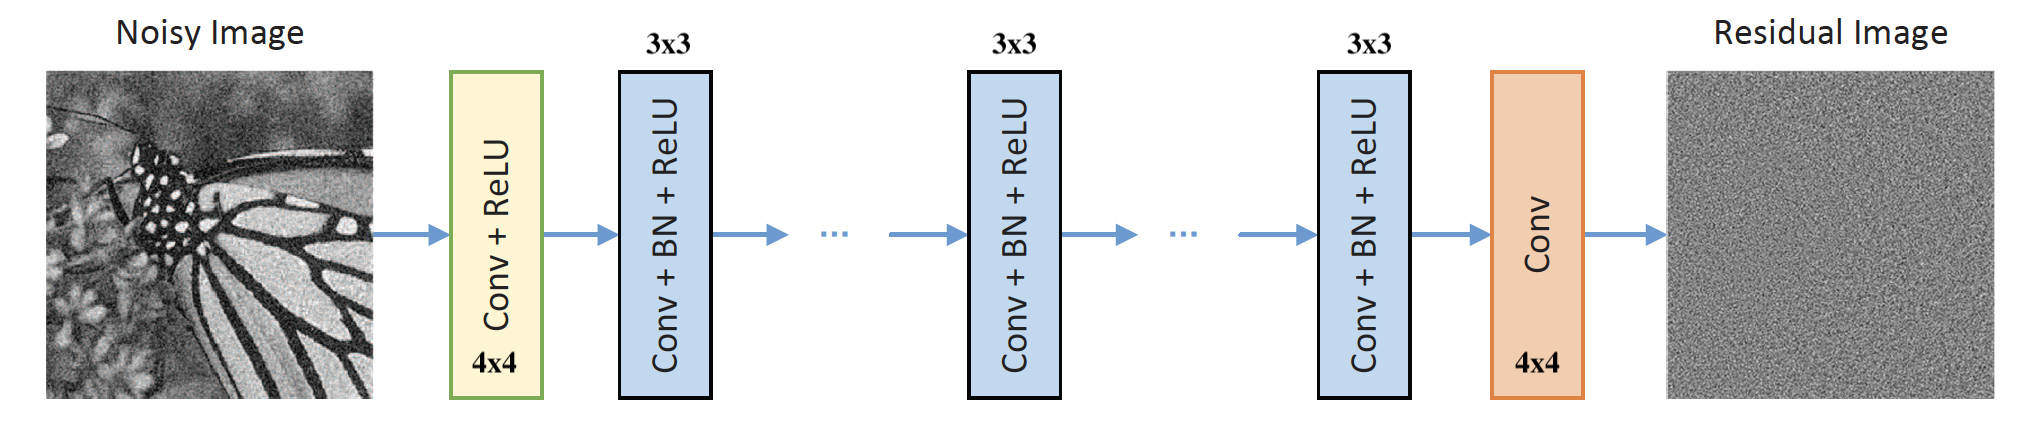 Noisy Image
3x3
3x3
3x3
Residual Image
Conv + ReLU
4x4
Conv + BN + ReLU
...
Conv + BN + ReLU
...
Conv + BN + ReLU
Conv
4x4